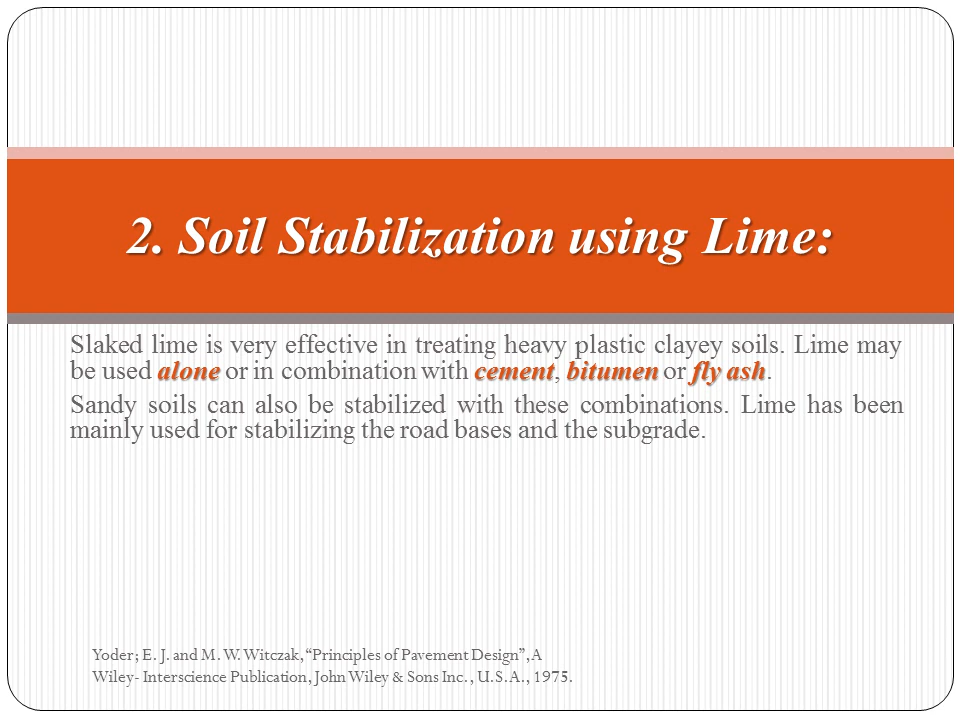 2. Soil Stabilization using Lime:
Slaked lime is very effective in treating heavy plastic clayey soils. Lime may
be used alone or in combination with cement, bitumen or fly ash.
Sandy soils can also be stabilized with these combinations. Lime has been
mainly used for stabilizing the road bases and the subgrade.
Yoder; E. J. and M. W. Witczak, “Principles of Pavement Design”, A
Wiley- Interscience Publication, John Wiley & Sons Inc., U.S.A., 1975.